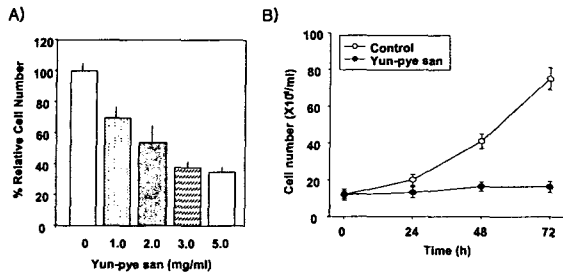 A)
120
100
80
60
40
20
0
% Relative Cell Number
0 1.0 2.0 3.0 5.0
Yun-pye san (mg/ml)
B)
Control
Yun-pye san
100
80
60
40
20
0
Cell number (X10⁴/ml)
0 24 48 72
Time (h)